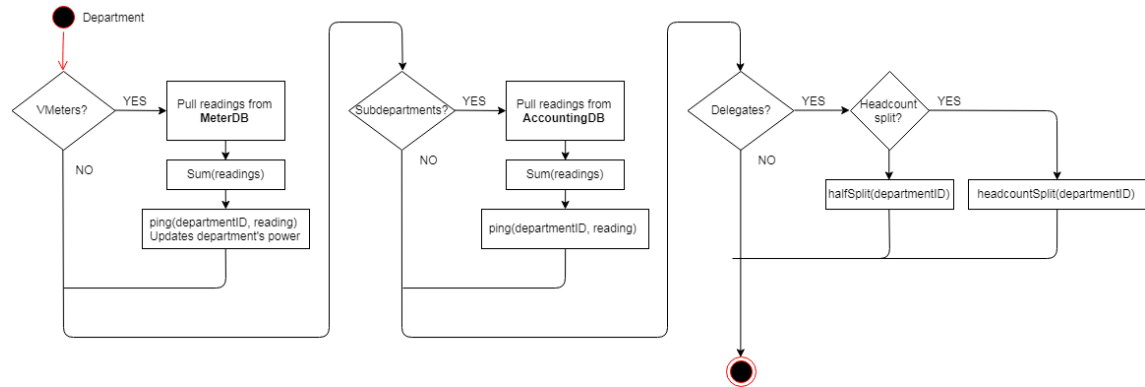 Department
VMeters?
YES
Pull readings from
MeterDB
NO
Sum(readings)
ping(departmentID, reading)
Updates department's power
Subdepartments?
YES
Pull readings from
AccountingDB
NO
Sum(readings)
ping(departmentID, reading)
Delegates?
YES
Headcount
split?
YES
NO
halfSplit(departmentID)
headcountSplit(departmentID)